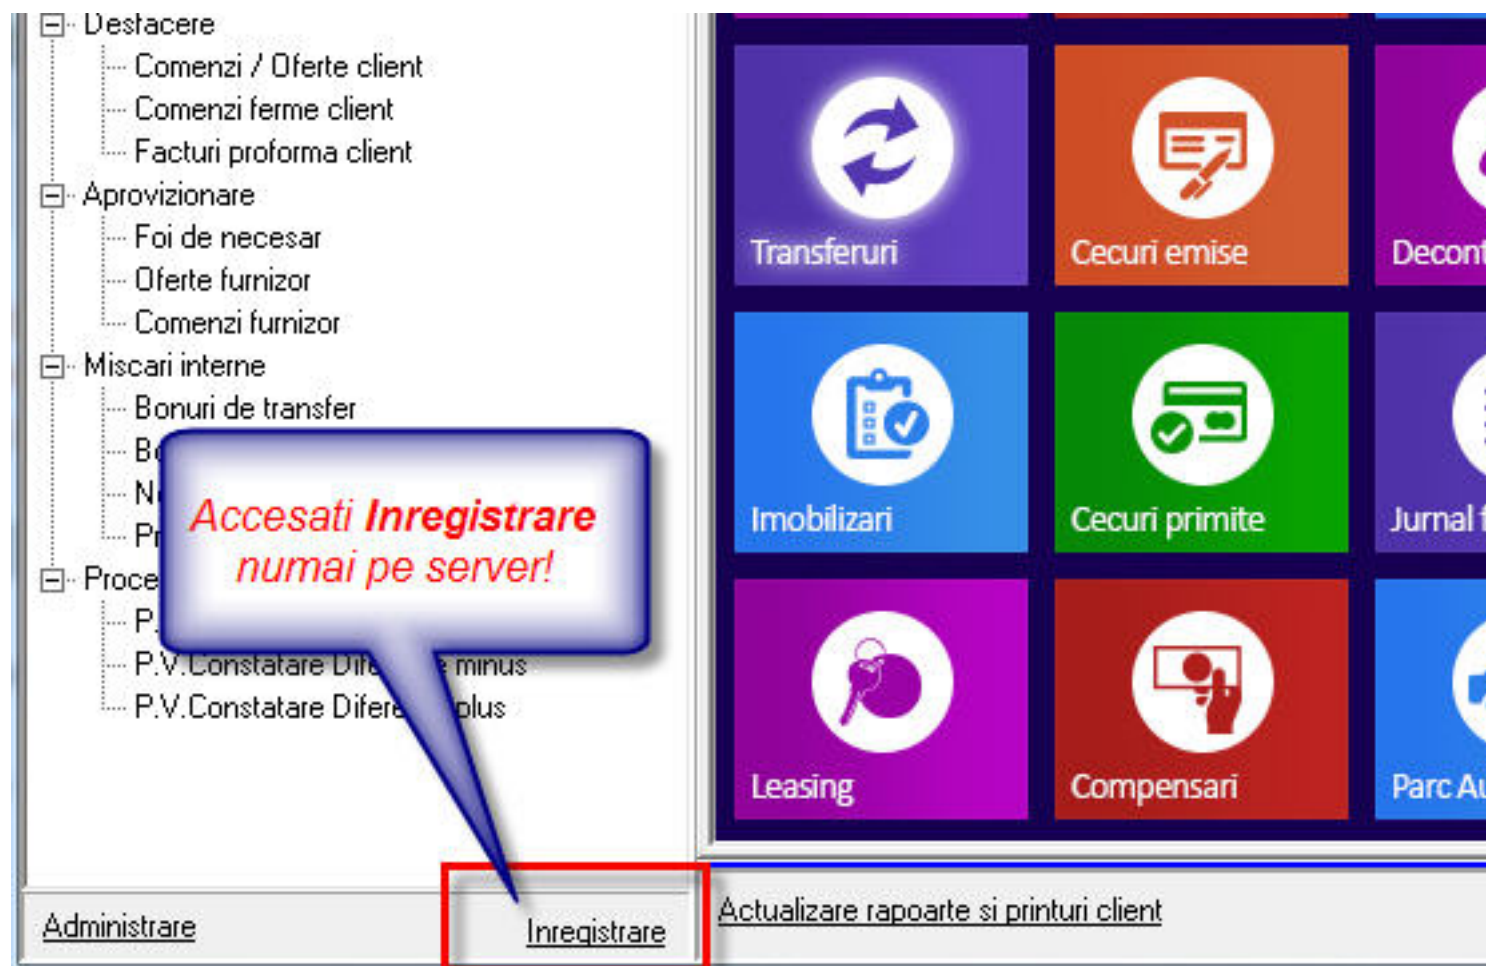 Desfacere
Comenzi / Oferte client
Comenzi ferme client
Facturi proforma client
Aprovizionare
Foi de necesar
Oferte furnizor
Comenzi furnizor
Miscari interne
Bonuri de transfer
Accesati Inregistrare
numai pe server!
P.V.Constatare minus
P.V.Constatare plus
Administrare
Inregistrare
Transferuri
Cecuri emise
Imobilizari
Cecuri primite
Jurnal
Leasing
Compensari
Parc
Actualizare rapoarte si printuri client